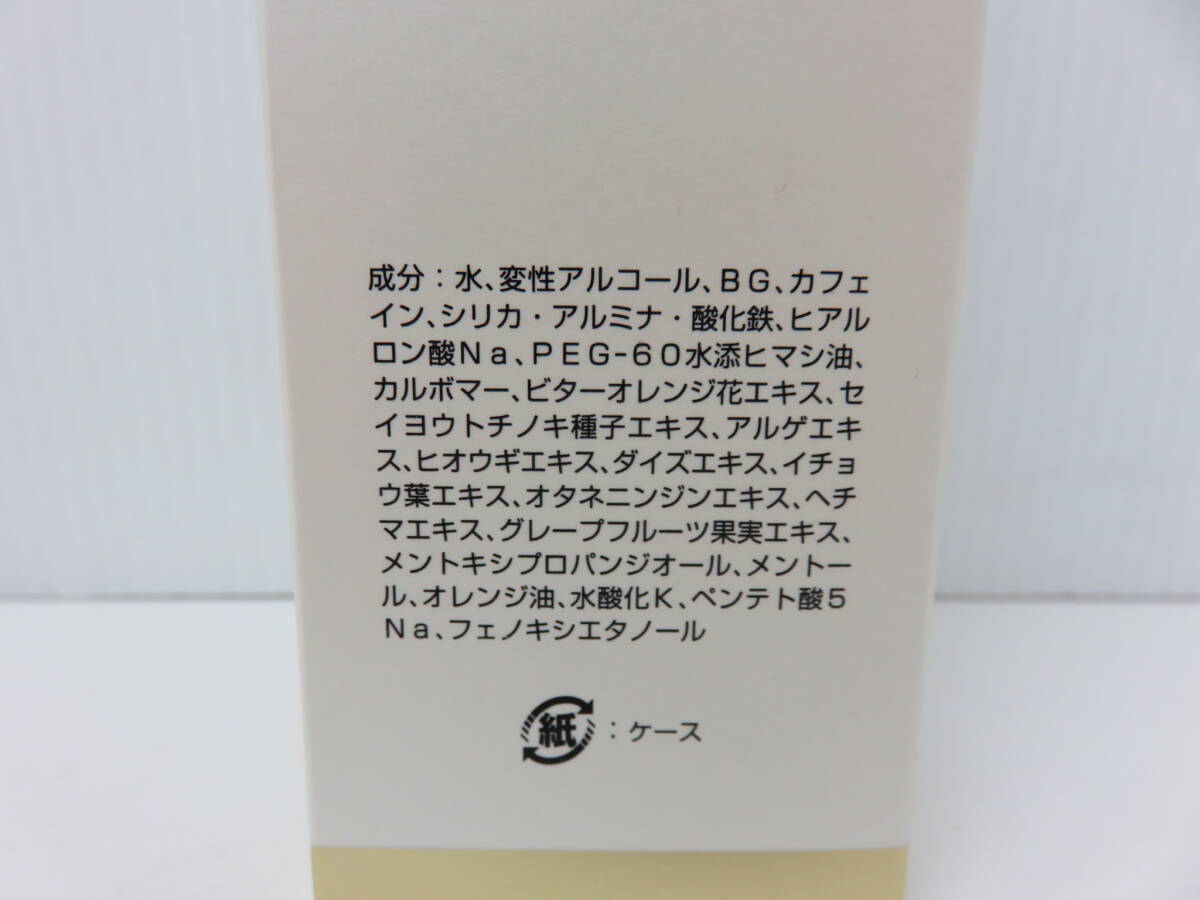 成分：水、変性アルコール、ＢＧ、カフェ
イン、シリカ・アルミナ・酸化鉄、ヒアル
ロン酸Ｎａ、ＰＥＧ-６０水添ヒマシ油、
カルボマー、ビターオレンジ花エキス、セ
イヨウトチノキ種子エキス、アルゲエキ
ス、ヒオウギエキス、ダイズエキス、イチョ
ウ葉エキス、オタネニンジンエキス、ヘチ
マエキス、グレープフルーツ果実エキス、
メントキシプロパンジオール、メントー
ル、オレンジ油、水酸化Ｋ、ペンテト酸５
Ｎａ、フェノキシエタノール
紙：ケース